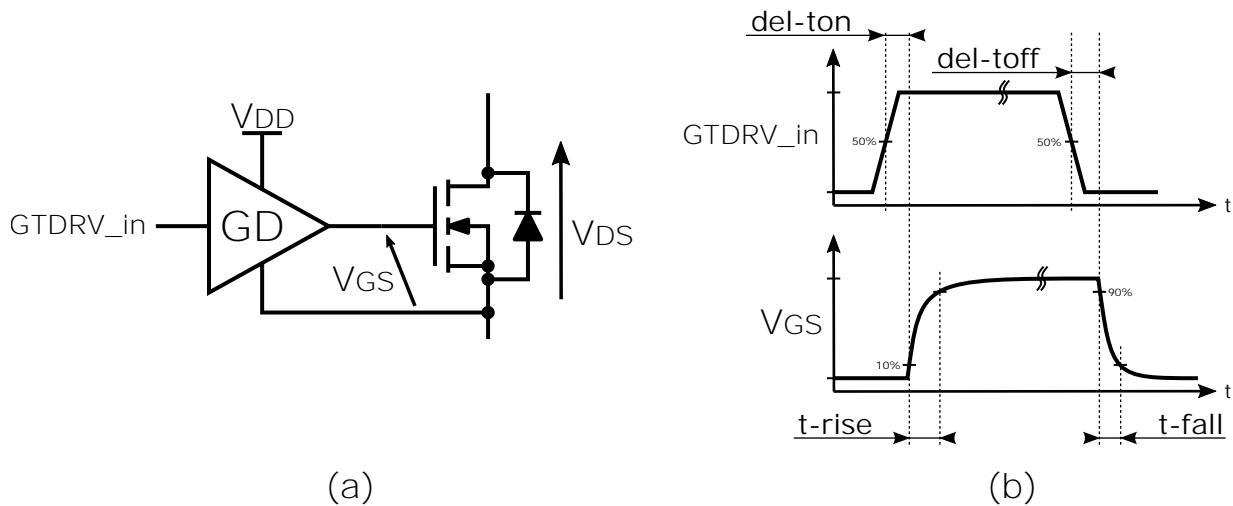 VDD
GTDRV_in
GD
VGS
VDS
(a)
del-ton
del-toff
GTDRV_in
50%
50%
t
VGS
90%
10%
t
t-rise
t-fall
(b)